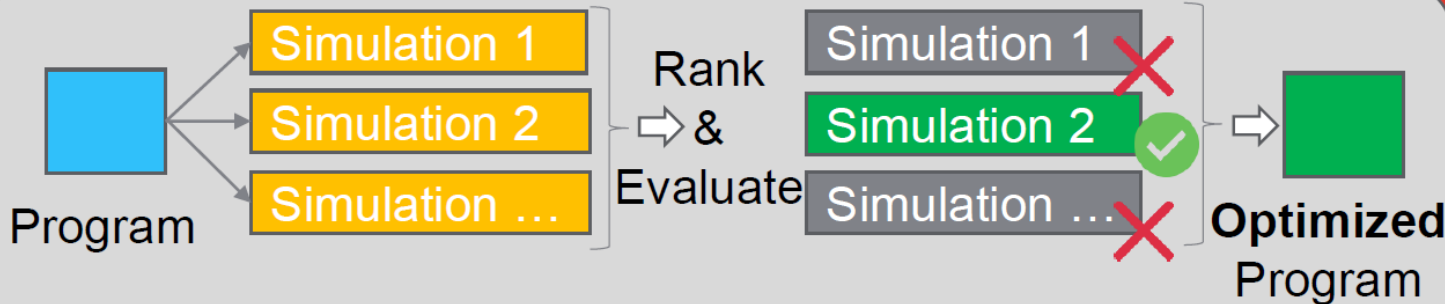 Program
Simulation 1
Simulation 2
Simulation ...
Rank
&
Evaluate
Simulation 1
Simulation 2
Simulation ...
Optimized
Program